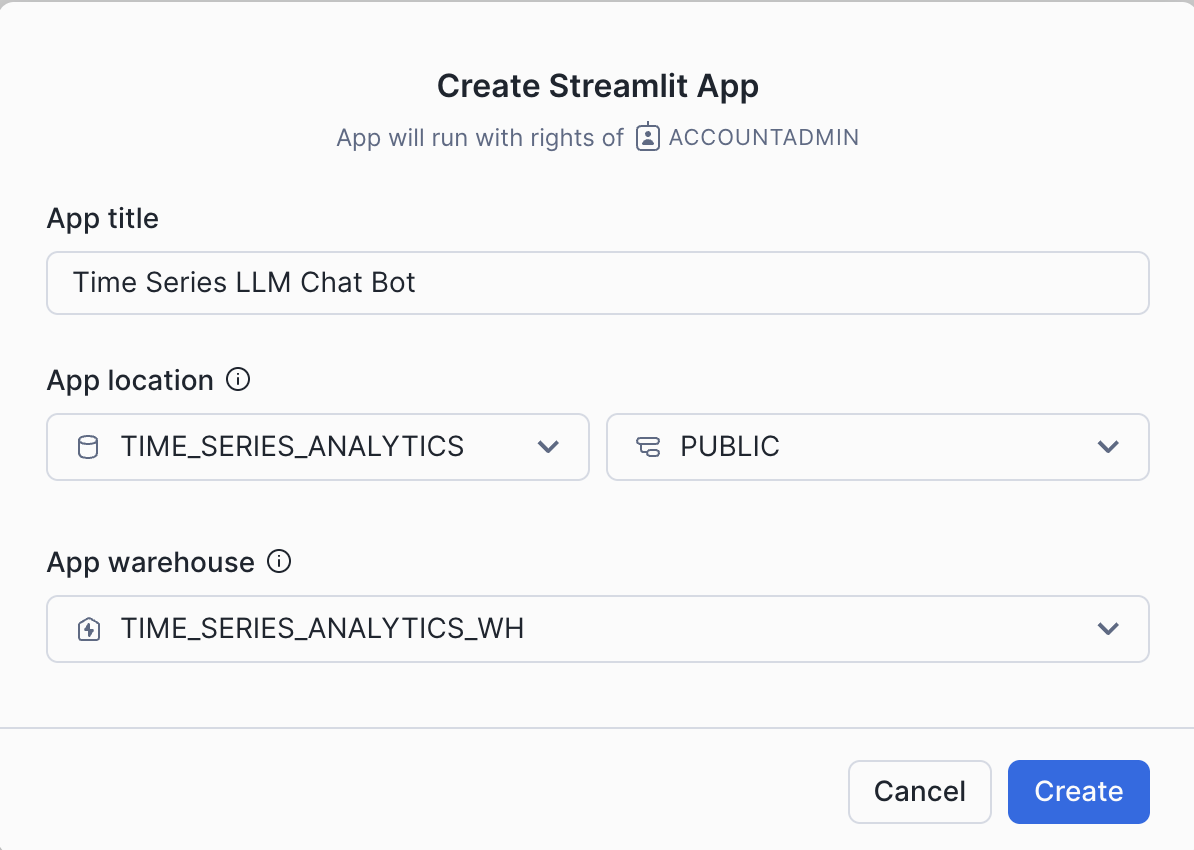 Create Streamlit App
App will run with rights of ACCOUNTADMIN
App title
Time Series LLM Chat Bot
App location
TIME_SERIES_ANALYTICS PUBLIC
App warehouse
TIME_SERIES_ANALYTICS_WH
Cancel Create